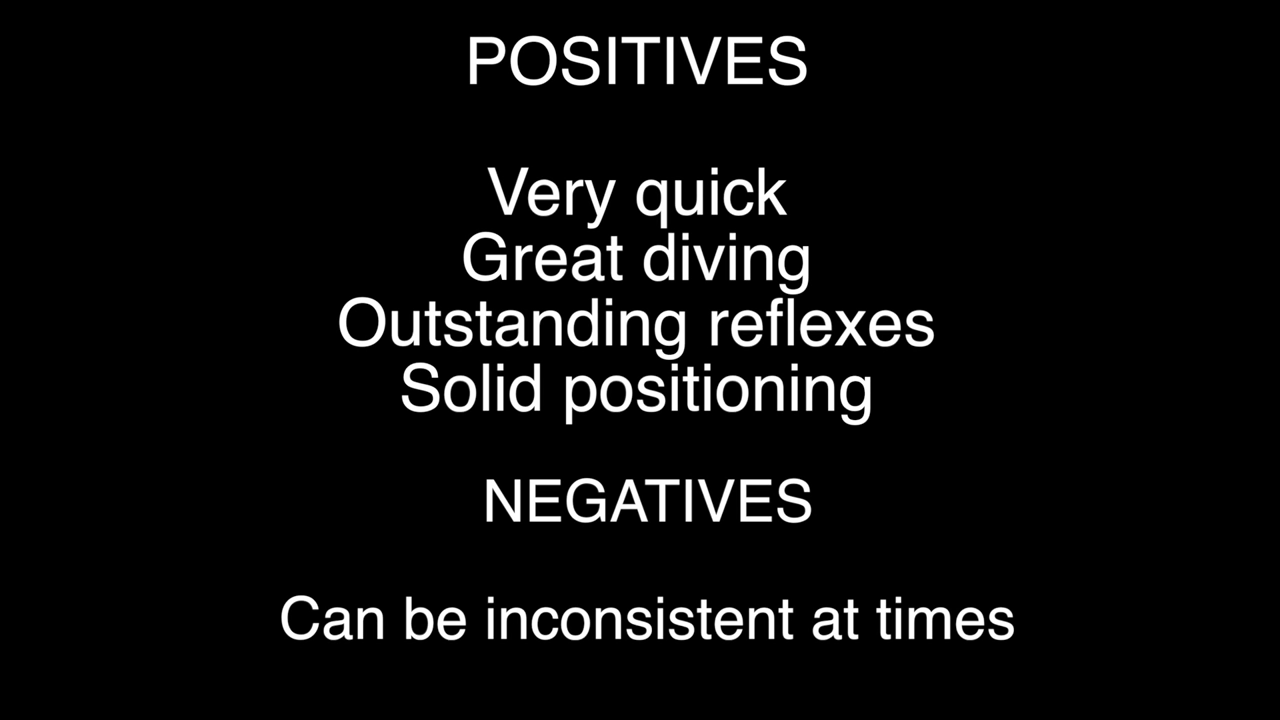 POSITIVES
Very quick
Great diving
Outstanding reflexes
Solid positioning
NEGATIVES
Can be inconsistent at times